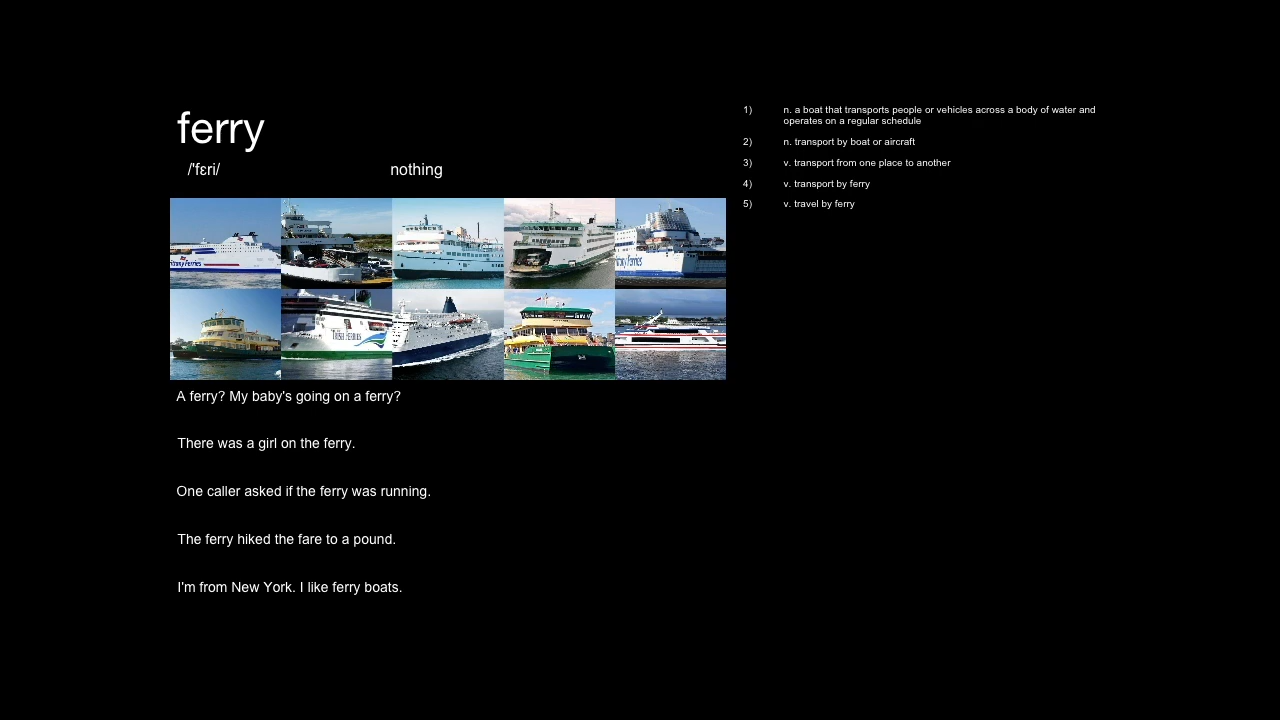 ferry
/'fɛri/
nothing
1) n. a boat that transports people or vehicles across a body of water and
operates on a regular schedule
2) n. transport by boat or aircraft
3) v. transport from one place to another
4) v. transport by ferry
5) v. travel by ferry
A ferry? My baby's going on a ferry?
There was a girl on the ferry.
One caller asked if the ferry was running.
The ferry hiked the fare to a pound.
I'm from New York. I like ferry boats.